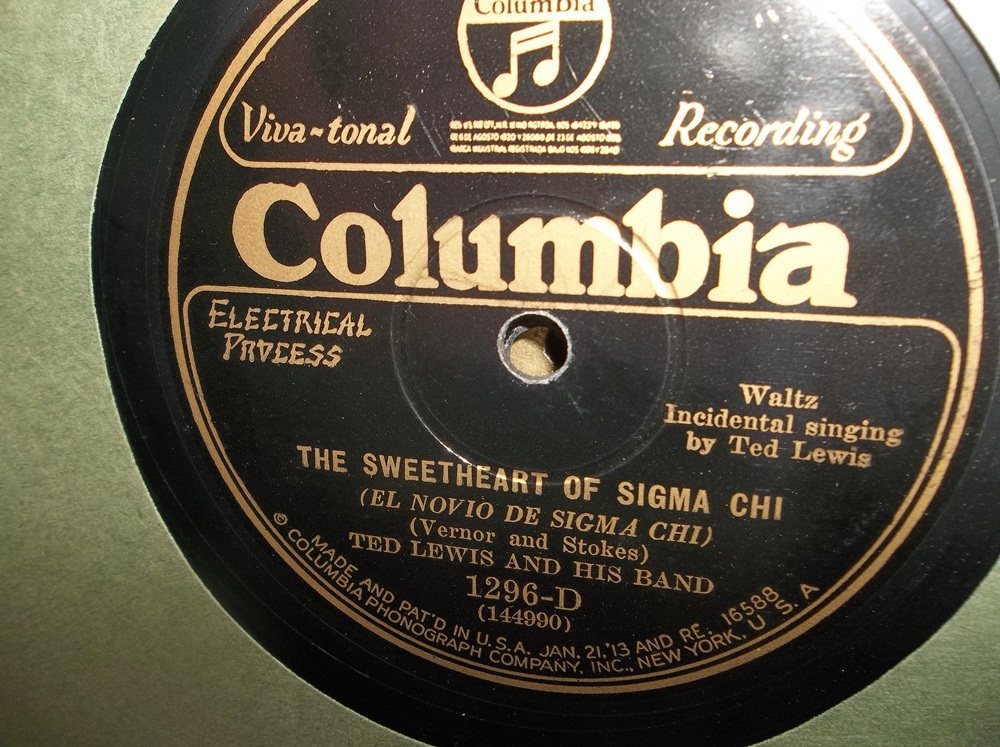 Columbia
Viva-tonal
Recording
Columbia
ELECTRICAL
PROCESS
Waltz
Incidental singing
by Ted Lewis
THE SWEETHEART OF SIGMA CHI
(EL NOVIO DE SIGMA CHI)
(Vernor and Stokes)
TED LEWIS AND HIS BAND
1296-D
(144990)
MADE AND PAT'D IN U.S.A. JAN. 21,'13 AND RE. 16588
© COLUMBIA PHONOGRAPH COMPANY, INC., NEW YORK, U.S.A